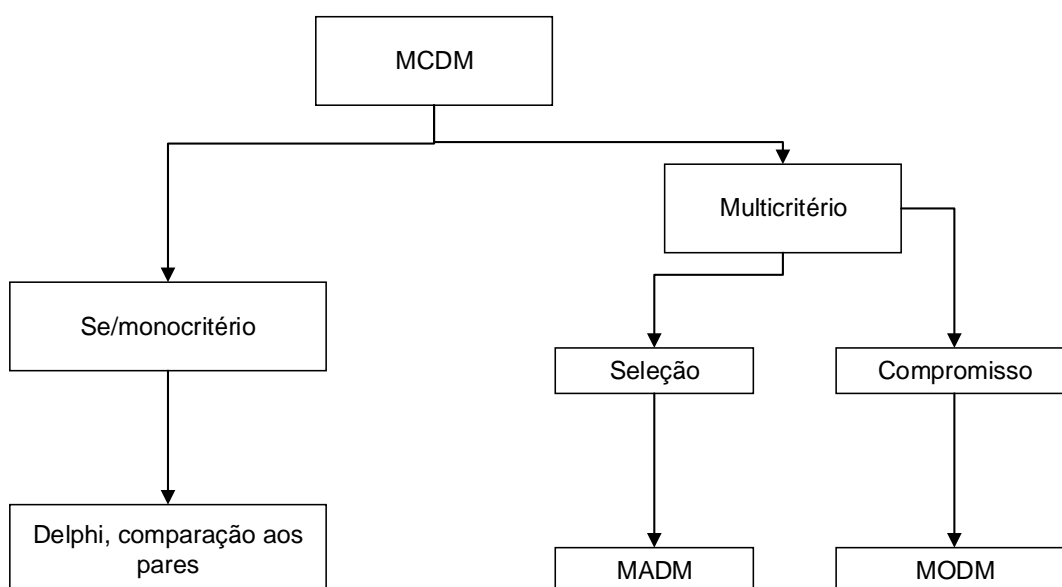 MCDM
Multicritério
Se/monocritério
Seleção
Compromisso
Delphi, comparação aos
pares
MADM
MODM